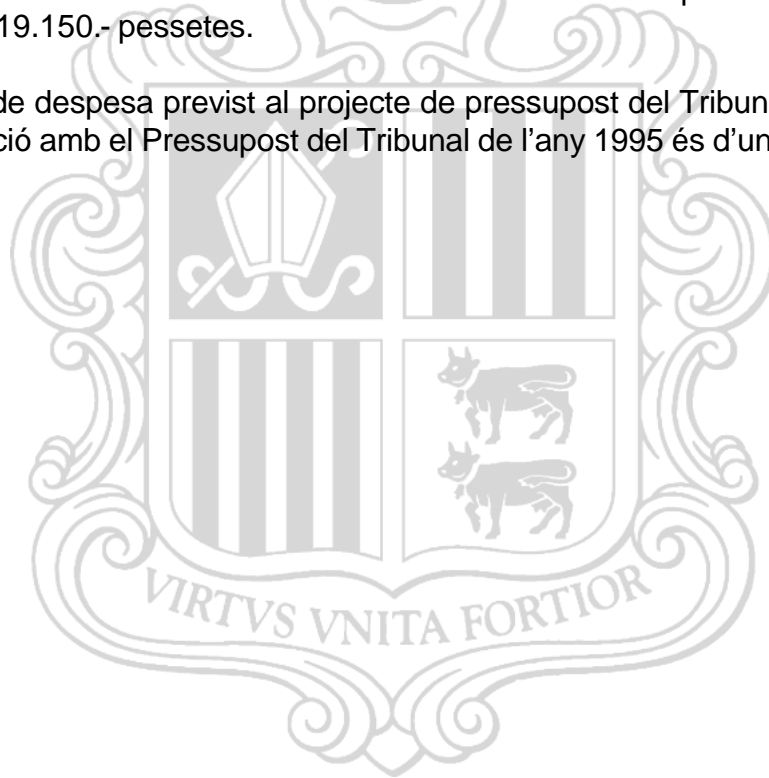 19.150.- pessetes.
de despesa previst al projecte de pressupost del Tribun
ció amb el Pressupost del Tribunal de l’any 1995 és d’un
VIRTVS VNITA FORTIOR